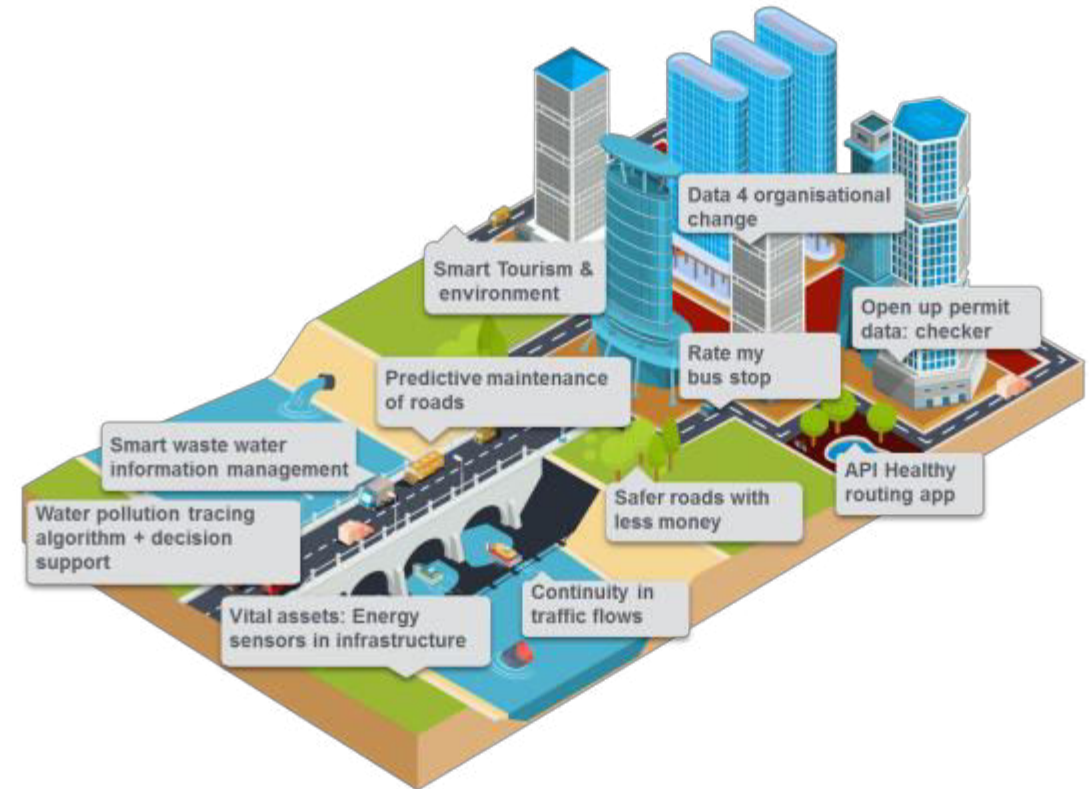 Data 4 organisational
change
Smart Tourism &
environment
Open up permit
data: checker
Rate my
bus stop
Predictive maintenance
of roads
Smart waste water
information management
API Healthy
routing app
Safer roads with
less money
Water pollution tracing
algorithm + decision
support
Continuity in
traffic flows
Vital assets: Energy
sensors in infrastructure